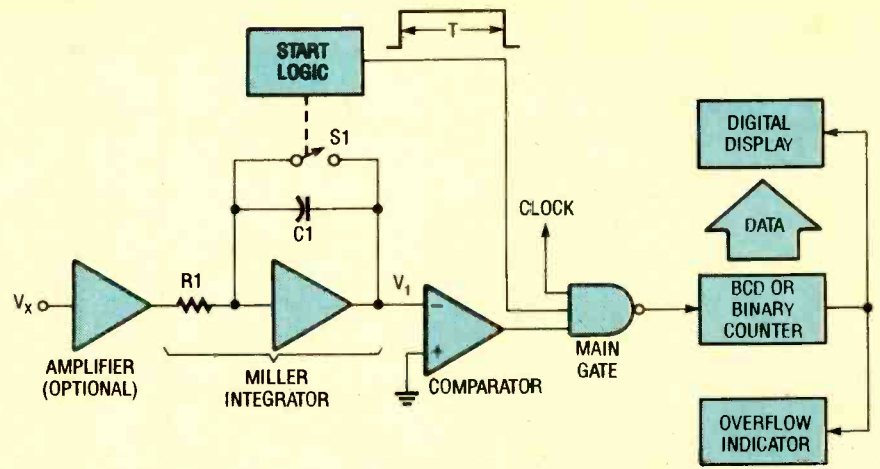 T
START
LOGIC
S1
C1
DIGITAL
DISPLAY
CLOCK
DATA
R1
V1
Vx
−
+
BCD OR
BINARY
COUNTER
AMPLIFIER
(OPTIONAL)
MILLER
INTEGRATOR
COMPARATOR
MAIN
GATE
OVERFLOW
INDICATOR